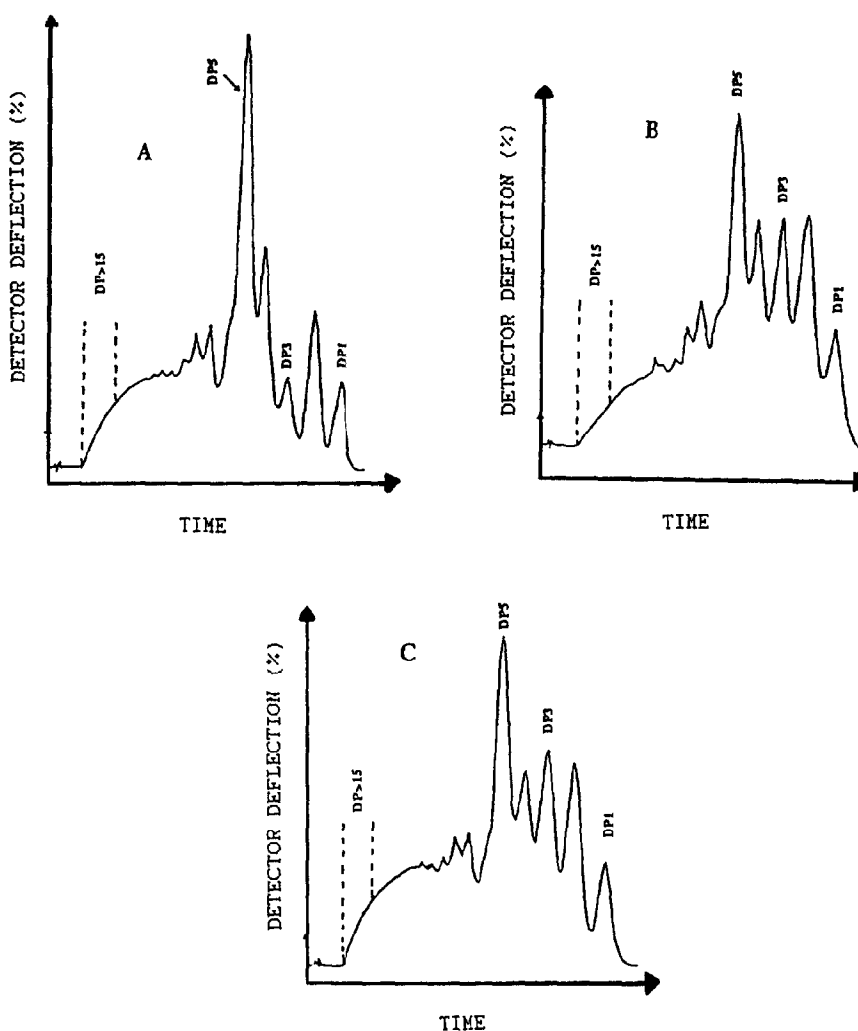 A
DP5
DP>15
DP3
DP1
DETECTOR DEFLECTION (%)
TIME
B
DP5
DP3
DP>15
DP1
DETECTOR DEFLECTION (%)
TIME
C
DP5
DP3
DP>15
DP1
DETECTOR DEFLECTION (%)
TIME